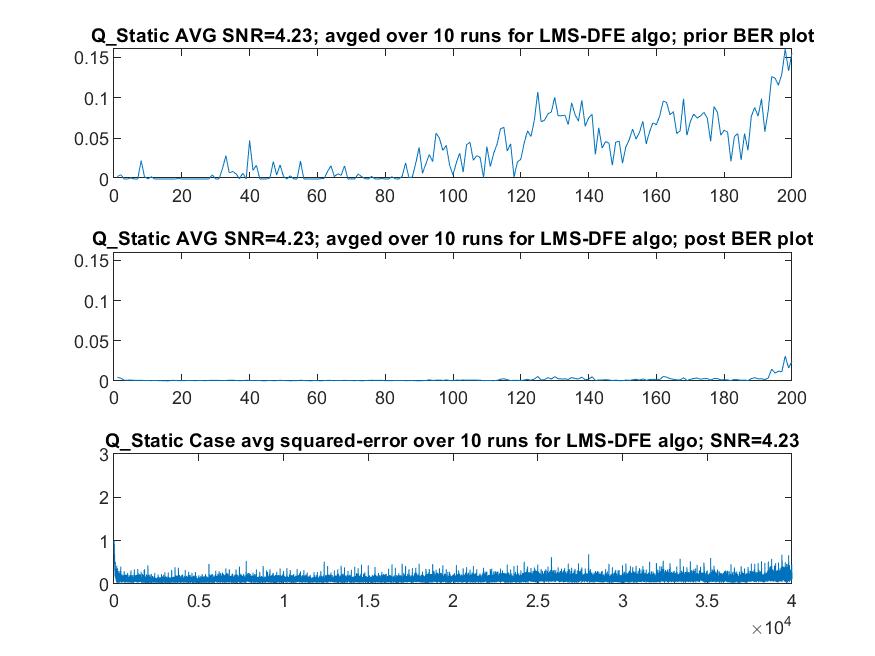 Q_Static AVG SNR=4.23; avged over 10 runs for LMS-DFE algo; prior BER plot
0.15
0.1
0.05
0
0 20 40 60 80 100 120 140 160 180 200
Q_Static AVG SNR=4.23; avged over 10 runs for LMS-DFE algo; post BER plot
0.15
0.1
0.05
0
0 20 40 60 80 100 120 140 160 180 200
Q_Static Case avg squared-error over 10 runs for LMS-DFE algo; SNR=4.23
3
2
1
0
0 0.5 1 1.5 2 2.5 3 3.5 4
×10⁴